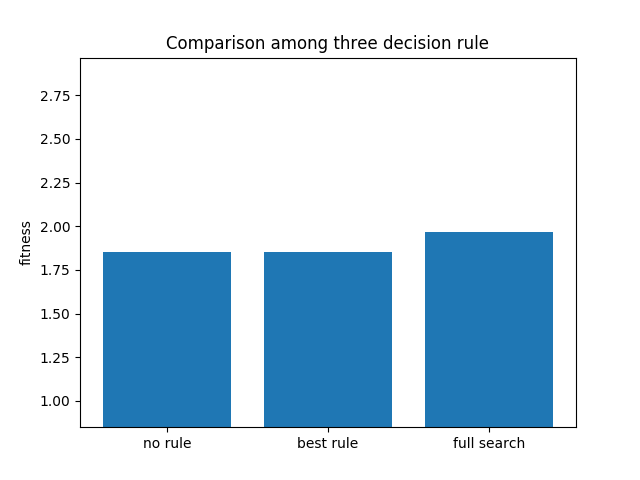 Comparison among three decision rule
2.75
2.50
2.25
2.00
1.75
1.50
1.25
1.00
fitness
no rule
best rule
full search